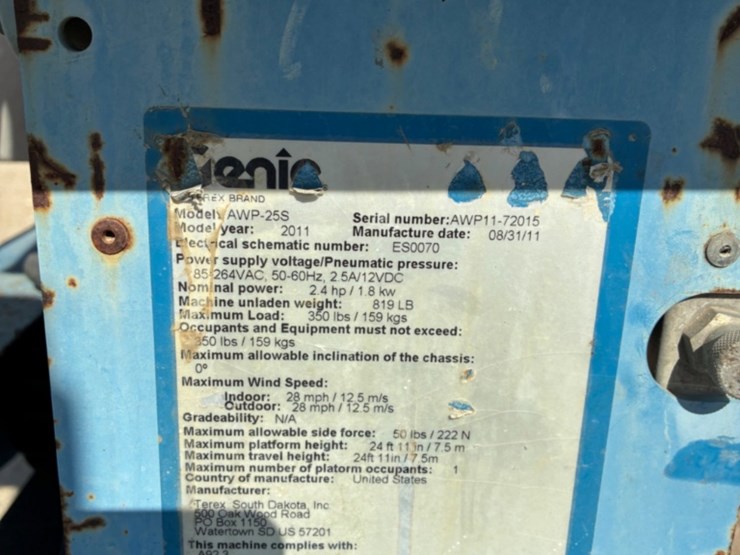 Genie
TEREX BRAND
Model: AWP-25S Serial number:AWP11-72015
Model year: 2011 Manufacture date: 08/31/11
Electrical schematic number: ES0070
Power supply voltage/Pneumatic pressure:
85-264VAC, 50-60Hz, 2.5A/12VDC
Nominal power: 2.4 hp / 1.8 kw
Machine unladen weight: 819 LB
Maximum Load: 350 lbs / 159 kgs
Occupants and Equipment must not exceed:
350 lbs / 159 kgs
Maximum allowable inclination of the chassis:
0°
Maximum Wind Speed:
Indoor: 28 mph / 12.5 m/s
Outdoor: 28 mph / 12.5 m/s
Gradeability: N/A
Maximum allowable side force: 50 lbs / 222 N
Maximum platform height: 24 ft 11 in / 7.5 m
Maximum travel height: 24ft 11in / 7.5m
Maximum number of platorm occupants: 1
Country of manufacture: United States
Manufacturer:
Terex South Dakota, Inc
500 Oak Wood Road
PO Box 1150
Watertown SD US 57201
This machine complies with:
A92.3